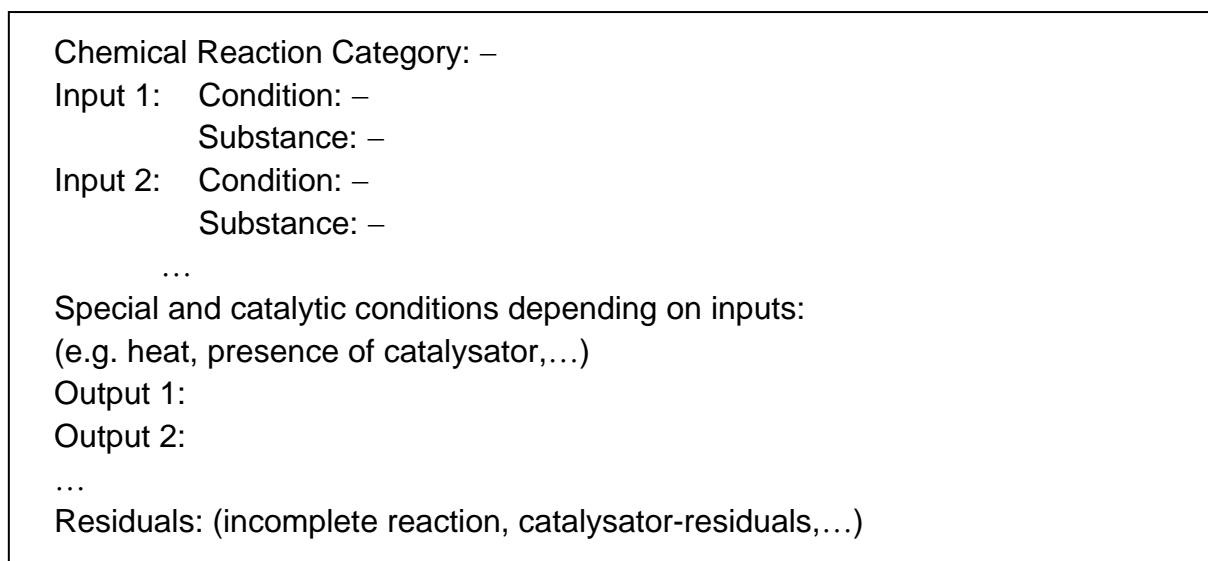 Chemical Reaction Category: –
Input 1: Condition: –
Substance: –
Input 2: Condition: –
Substance: –
…
Special and catalytic conditions depending on inputs:
(e.g. heat, presence of catalysator,…)
Output 1:
Output 2:
…
Residuals: (incomplete reaction, catalysator-residuals,…)